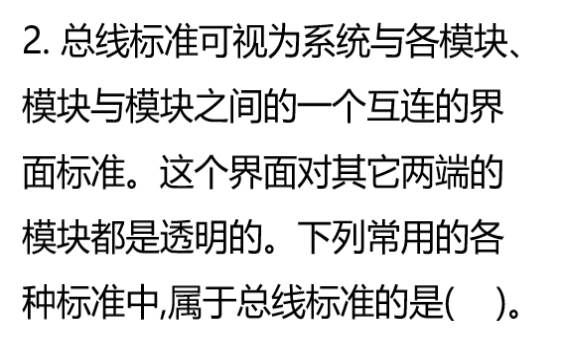 2. 总线标准可视为系统与各模块、
模块与模块之间的一个互连的界
面标准。这个界面对其它两端的
模块都是透明的。下列常用的各
种标准中,属于总线标准的是(    )。